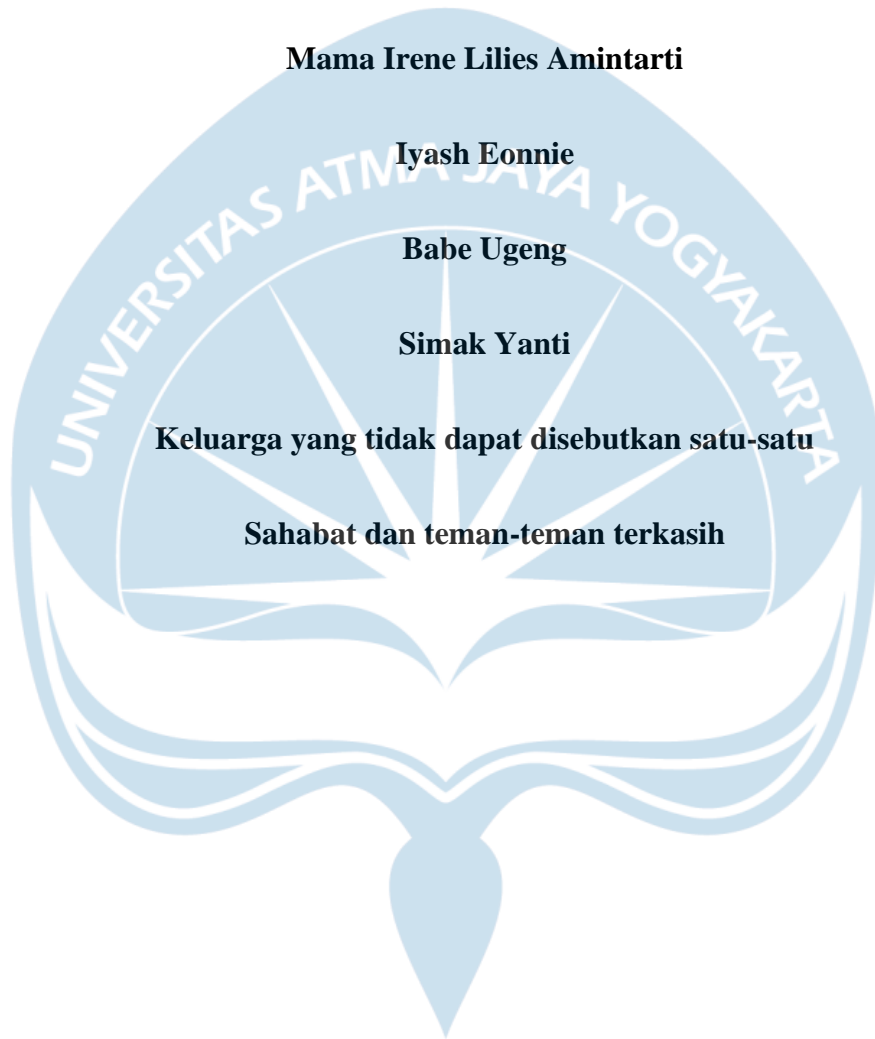 Mama Irene Lilies Amintarti
Iyash Eonnie
UNIVERSITAS ATMA JAYA YOGYAKARTA
Babe Ugeng
Simak Yanti
Keluarga yang tidak dapat disebutkan satu-satu
Sahabat dan teman-teman terkasih